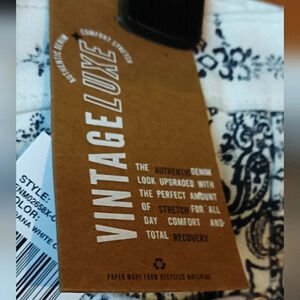 AUTHENTIC DENIM COMFORT STRETCH
VINTAGE LUXE
THE AUTHENTIC DENIM
LOOK UPGRADED WITH
THE PERFECT AMOUNT
OF STRETCH FOR ALL
DAY COMFORT AND
TOTAL RECOVERY
PAPER MADE FROM RECYCLED MATERIAL
STYLE:
COLOR:
WHITE